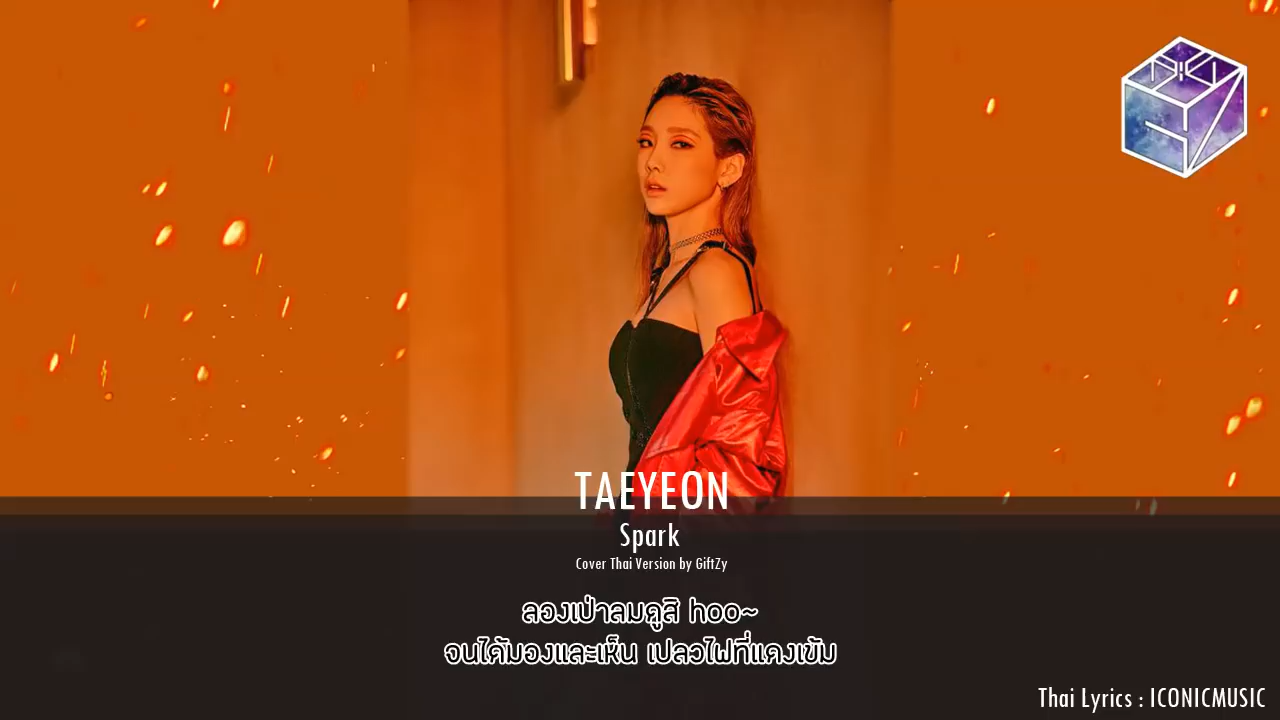 TAEYEON
Spark
Cover Thai Version by GiftZy
ลองเป่าลมดูสิ hoo~
จนได้มองและเห็น เปลวไฟที่แดงเข้ม
Thai Lyrics : ICONICMUSIC